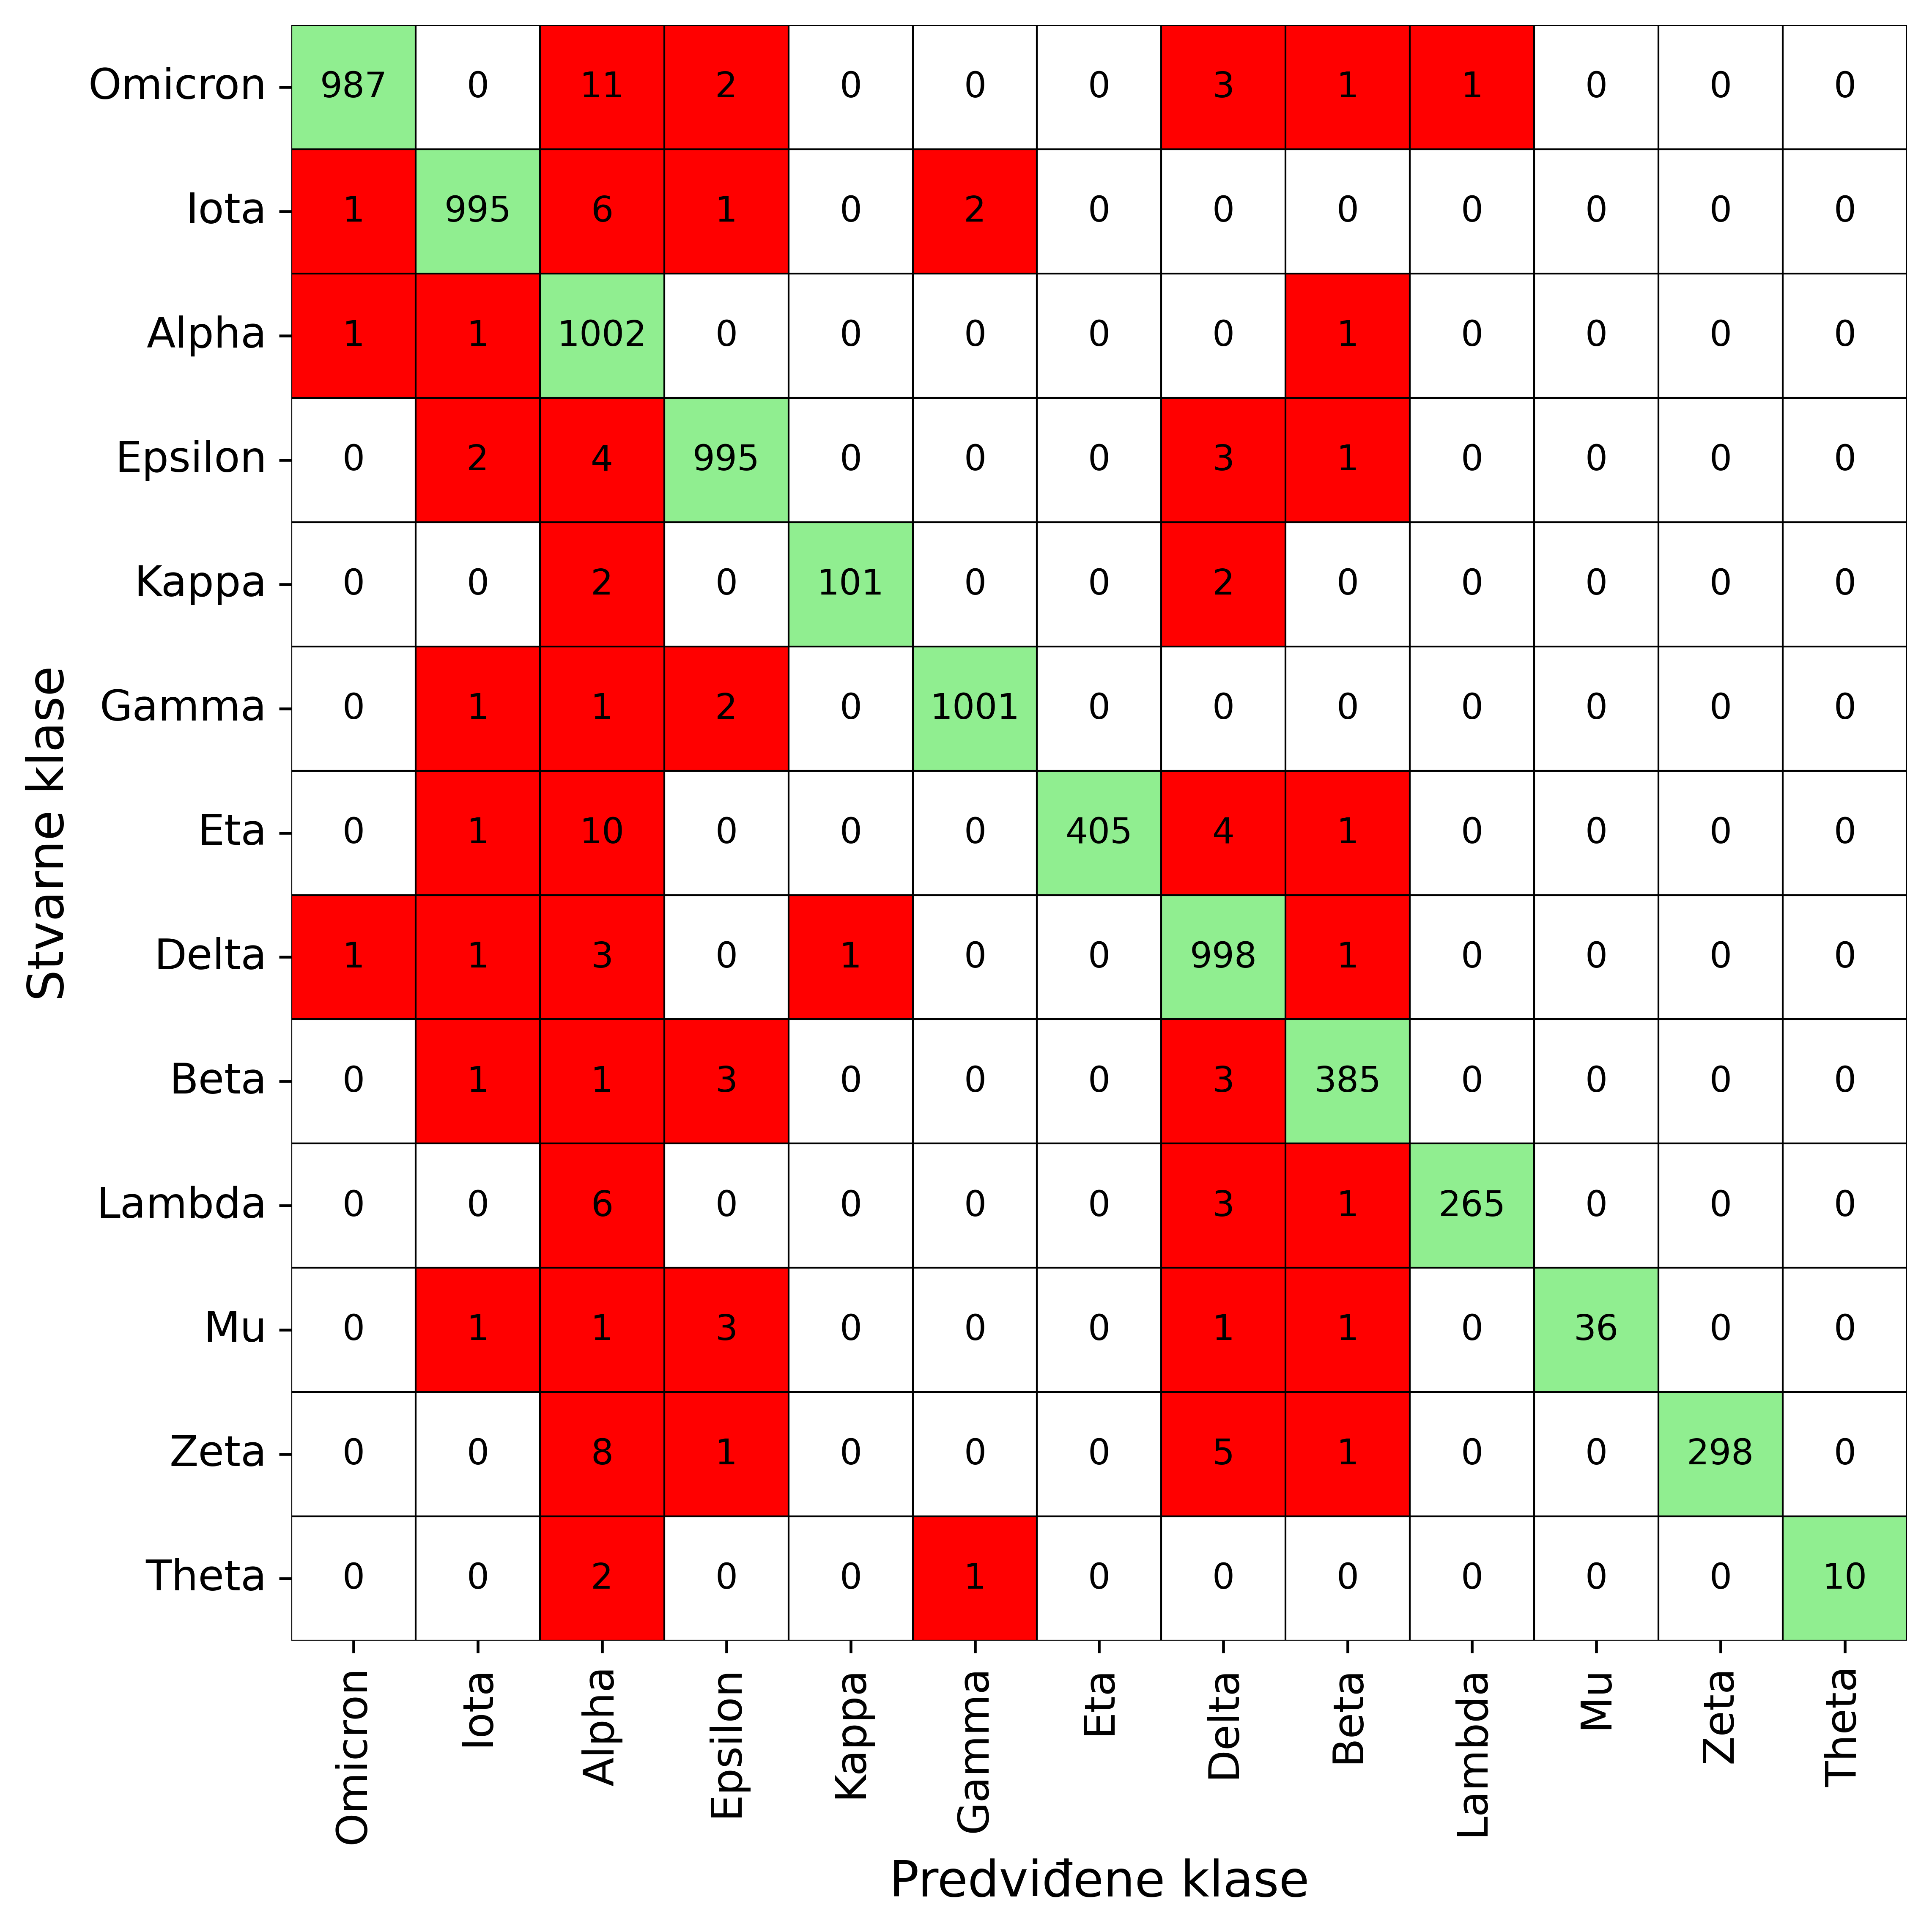 Stvarne klase
Omicron 987 0 11 2 0 0 0 3 1 1 0 0 0
Iota 1 995 6 1 0 2 0 0 0 0 0 0 0
Alpha 1 1 1002 0 0 0 0 0 1 0 0 0 0
Epsilon 0 2 4 995 0 0 0 3 1 0 0 0 0
Kappa 0 0 2 0 101 0 0 2 0 0 0 0 0
Gamma 0 1 1 2 0 1001 0 0 0 0 0 0 0
Eta 0 1 10 0 0 0 405 4 1 0 0 0 0
Delta 1 1 3 0 1 0 0 998 1 0 0 0 0
Beta 0 1 1 3 0 0 0 3 385 0 0 0 0
Lambda 0 0 6 0 0 0 0 3 1 265 0 0 0
Mu 0 1 1 3 0 0 0 1 1 0 36 0 0
Zeta 0 0 8 1 0 0 0 5 1 0 0 298 0
Theta 0 0 2 0 0 1 0 0 0 0 0 0 10
Omicron Iota Alpha Epsilon Kappa Gamma Eta Delta Beta Lambda Mu Zeta Theta
Predviđene klase